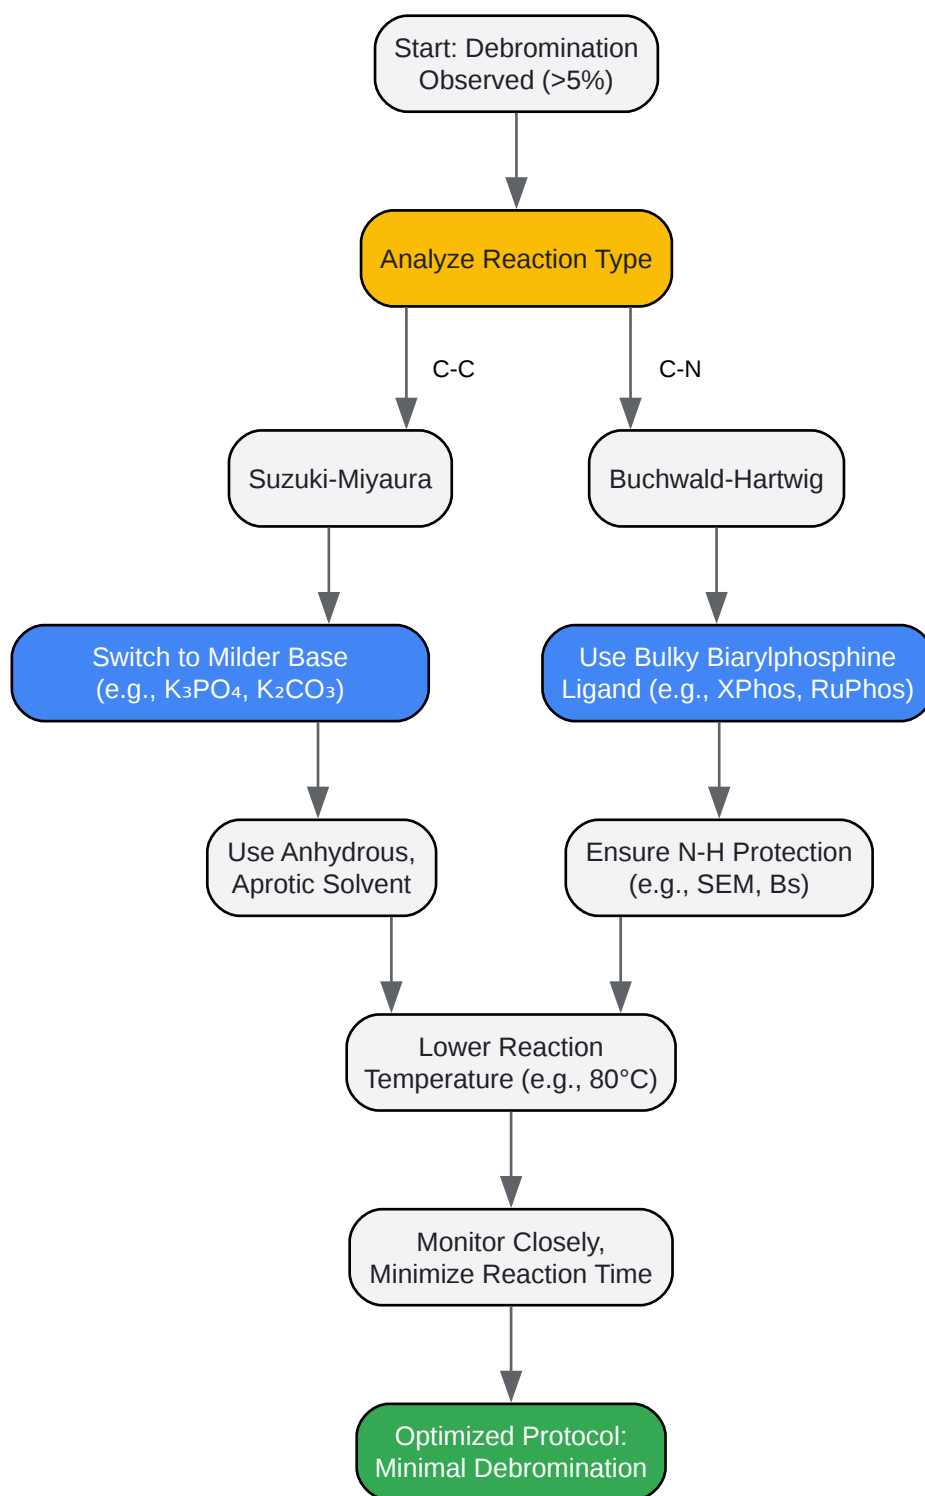 Start: Debromination
Observed (>5%)
Analyze Reaction Type
C-C
C-N
Suzuki-Miyaura
Buchwald-Hartwig
Switch to Milder Base
(e.g., K₃PO₄, K₂CO₃)
Use Bulky Biarylphosphine
Ligand (e.g., XPhos, RuPhos)
Use Anhydrous,
Aprotic Solvent
Ensure N-H Protection
(e.g., SEM, Bs)
Lower Reaction
Temperature (e.g., 80°C)
Monitor Closely,
Minimize Reaction Time
Optimized Protocol:
Minimal Debromination